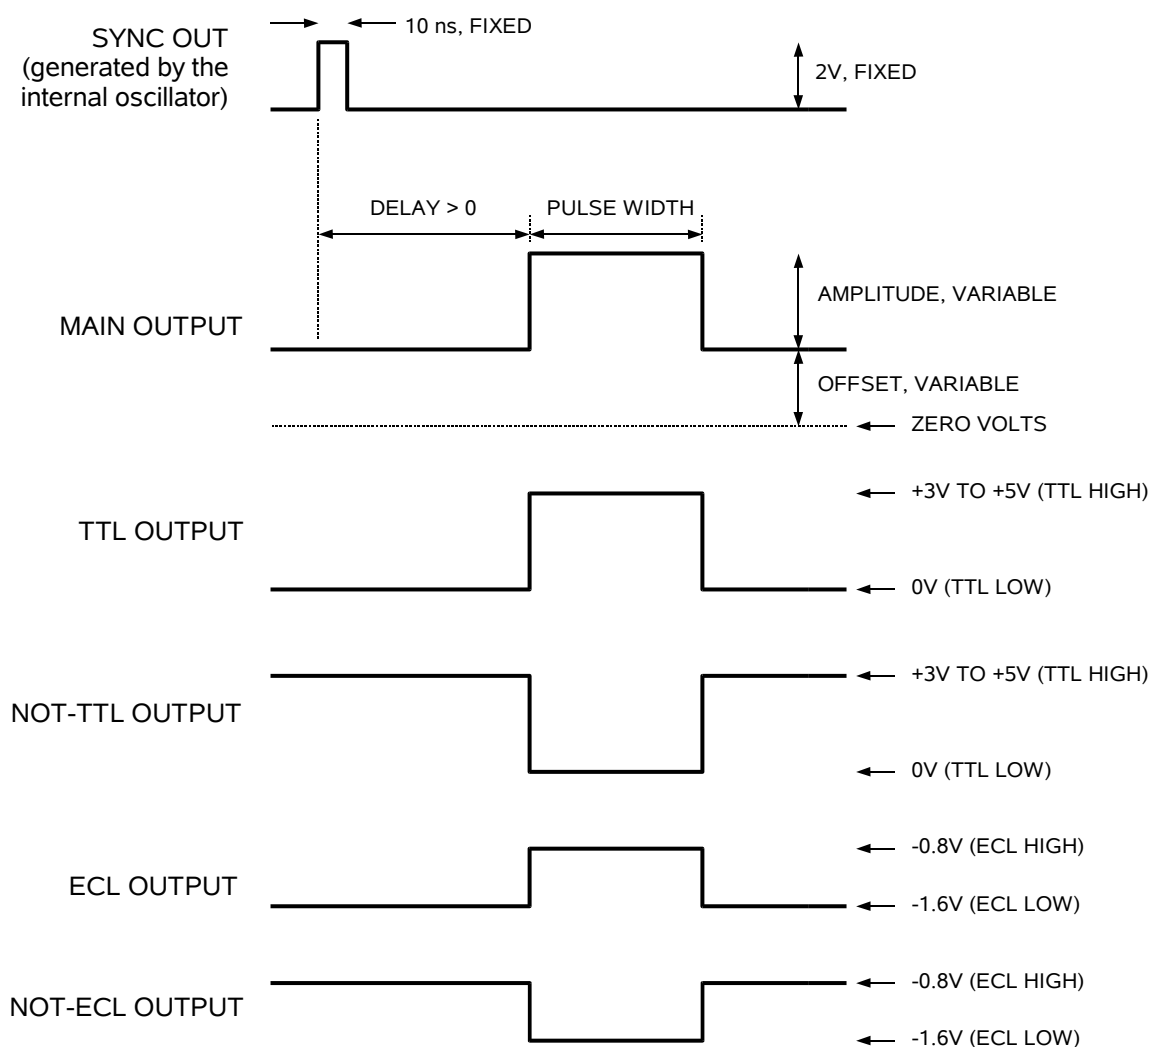 10 ns, FIXED
SYNC OUT
(generated by the
internal oscillator)
2V, FIXED
DELAY > 0
PULSE WIDTH
AMPLITUDE, VARIABLE
MAIN OUTPUT
OFFSET, VARIABLE
ZERO VOLTS
+3V TO +5V (TTL HIGH)
TTL OUTPUT
0V (TTL LOW)
+3V TO +5V (TTL HIGH)
NOT-TTL OUTPUT
0V (TTL LOW)
-0.8V (ECL HIGH)
ECL OUTPUT
-1.6V (ECL LOW)
-0.8V (ECL HIGH)
NOT-ECL OUTPUT
-1.6V (ECL LOW)